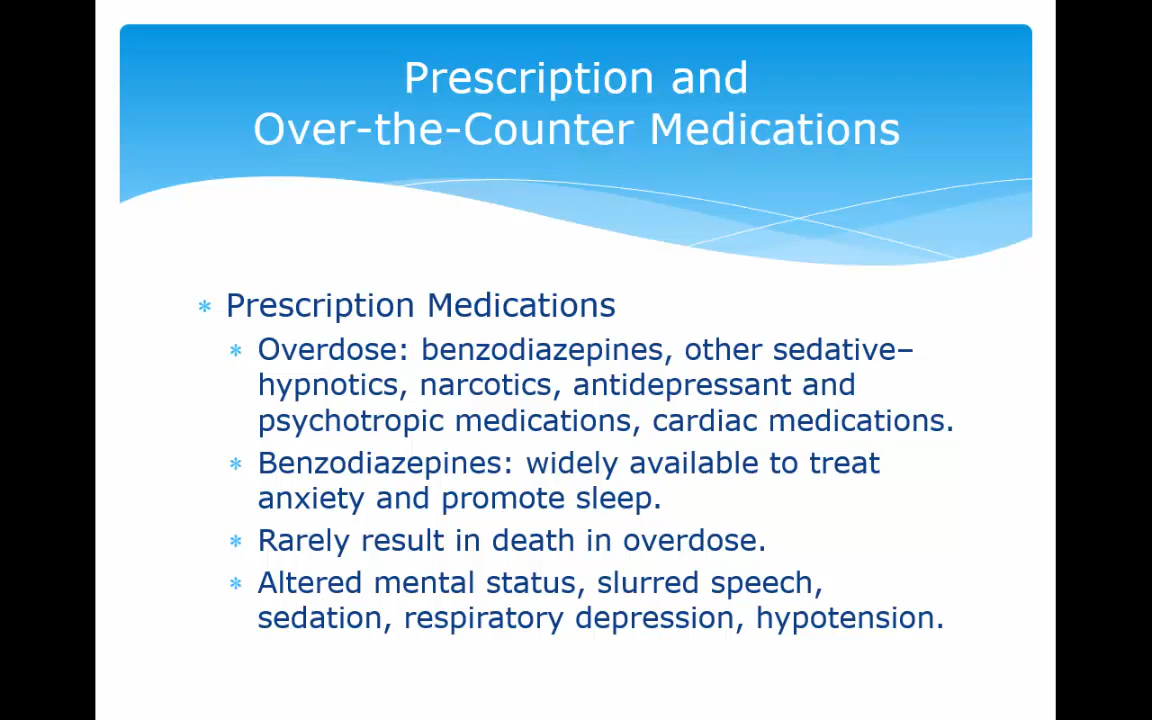 Prescription and
Over-the-Counter Medications
* Prescription Medications
* Overdose: benzodiazepines, other sedative–
hypnotics, narcotics, antidepressant and
psychotropic medications, cardiac medications.
* Benzodiazepines: widely available to treat
anxiety and promote sleep.
* Rarely result in death in overdose.
* Altered mental status, slurred speech,
sedation, respiratory depression, hypotension.